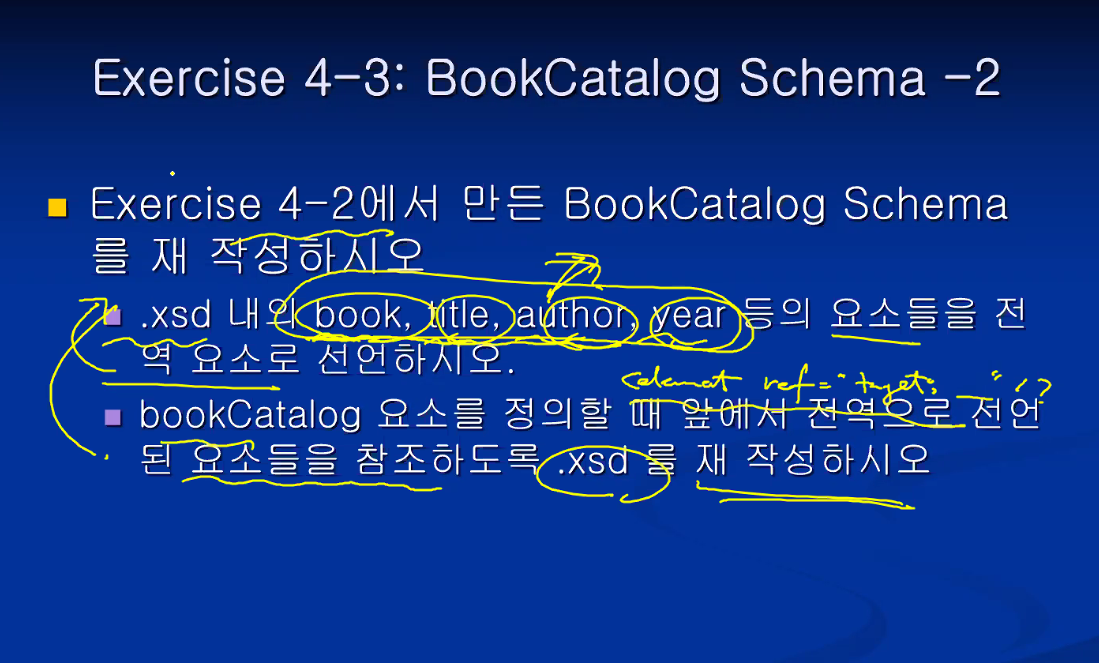 Exercise 4-3: BookCatalog Schema -2
Exercise 4-2에서 만든 BookCatalog Schema
를 재 작성하시오
.xsd 내의 book, title, author, year 등의 요소들을 전
역 요소로 선언하시오.
ref="
bookCatalog 요소를 정의할 때 앞에서 전역으로 선언
된 요소들을 참조하도록 .xsd 를 재 작성하시오